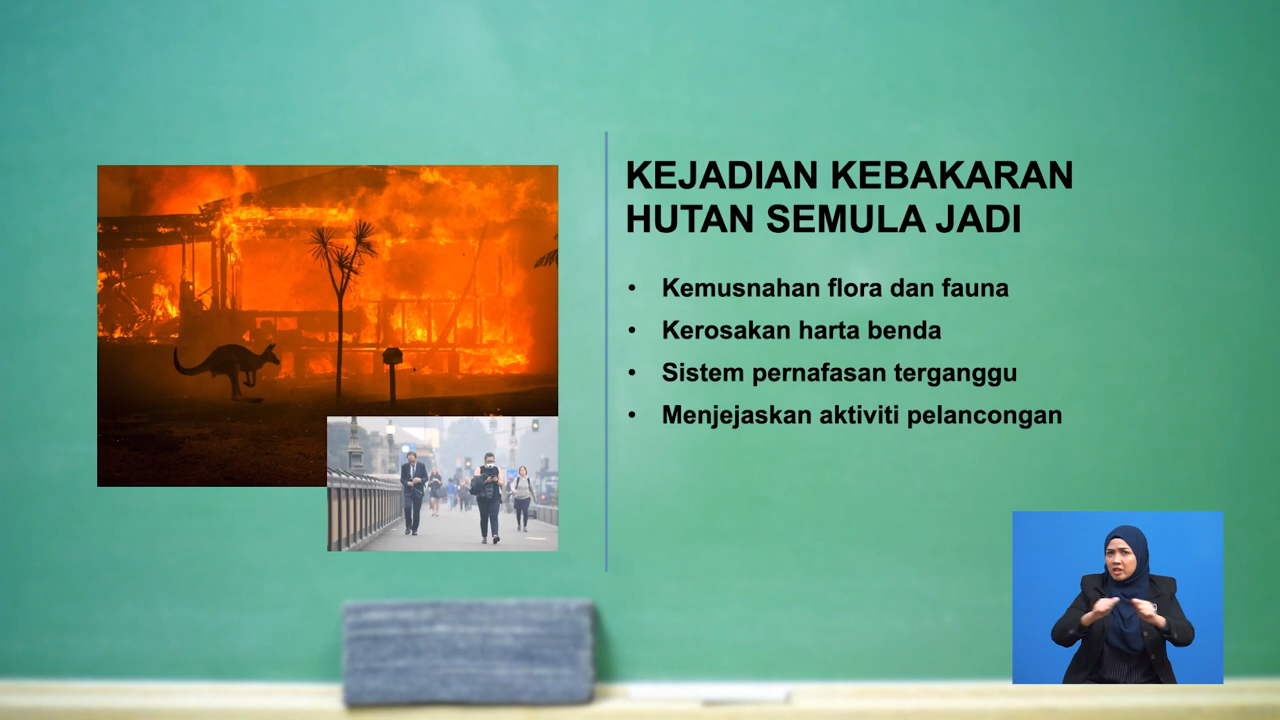 KEJADIAN KEBAKARAN
HUTAN SEMULA JADI
• Kemusnahan flora dan fauna
• Kerosakan harta benda
• Sistem pernafasan terganggu
• Menjejaskan aktiviti pelancongan